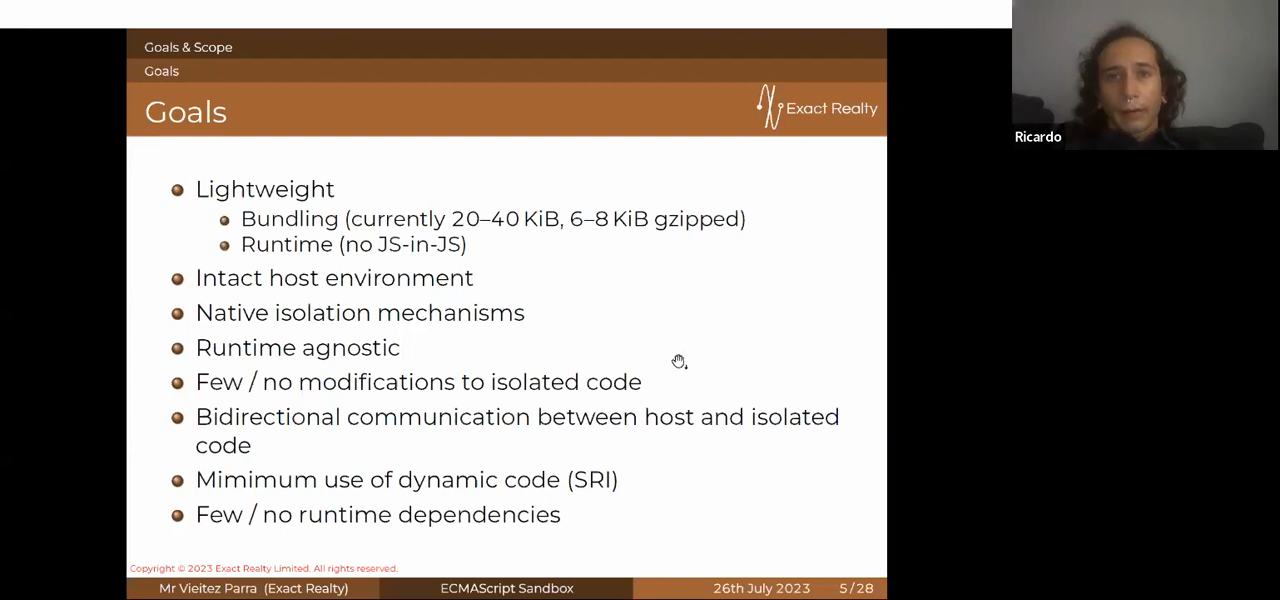 Goals & Scope
Goals
Goals
Exact Realty
Ricardo
Lightweight
Bundling (currently 20–40 KiB, 6–8 KiB gzipped)
Runtime (no JS-in-JS)
Intact host environment
Native isolation mechanisms
Runtime agnostic
Few / no modifications to isolated code
Bidirectional communication between host and isolated
code
Mimimum use of dynamic code (SRI)
Few / no runtime dependencies
Copyright © 2023 Exact Realty Limited. All rights reserved.
Mr Vieitez Parra (Exact Realty) ECMAScript Sandbox 26th July 2023 5 / 28